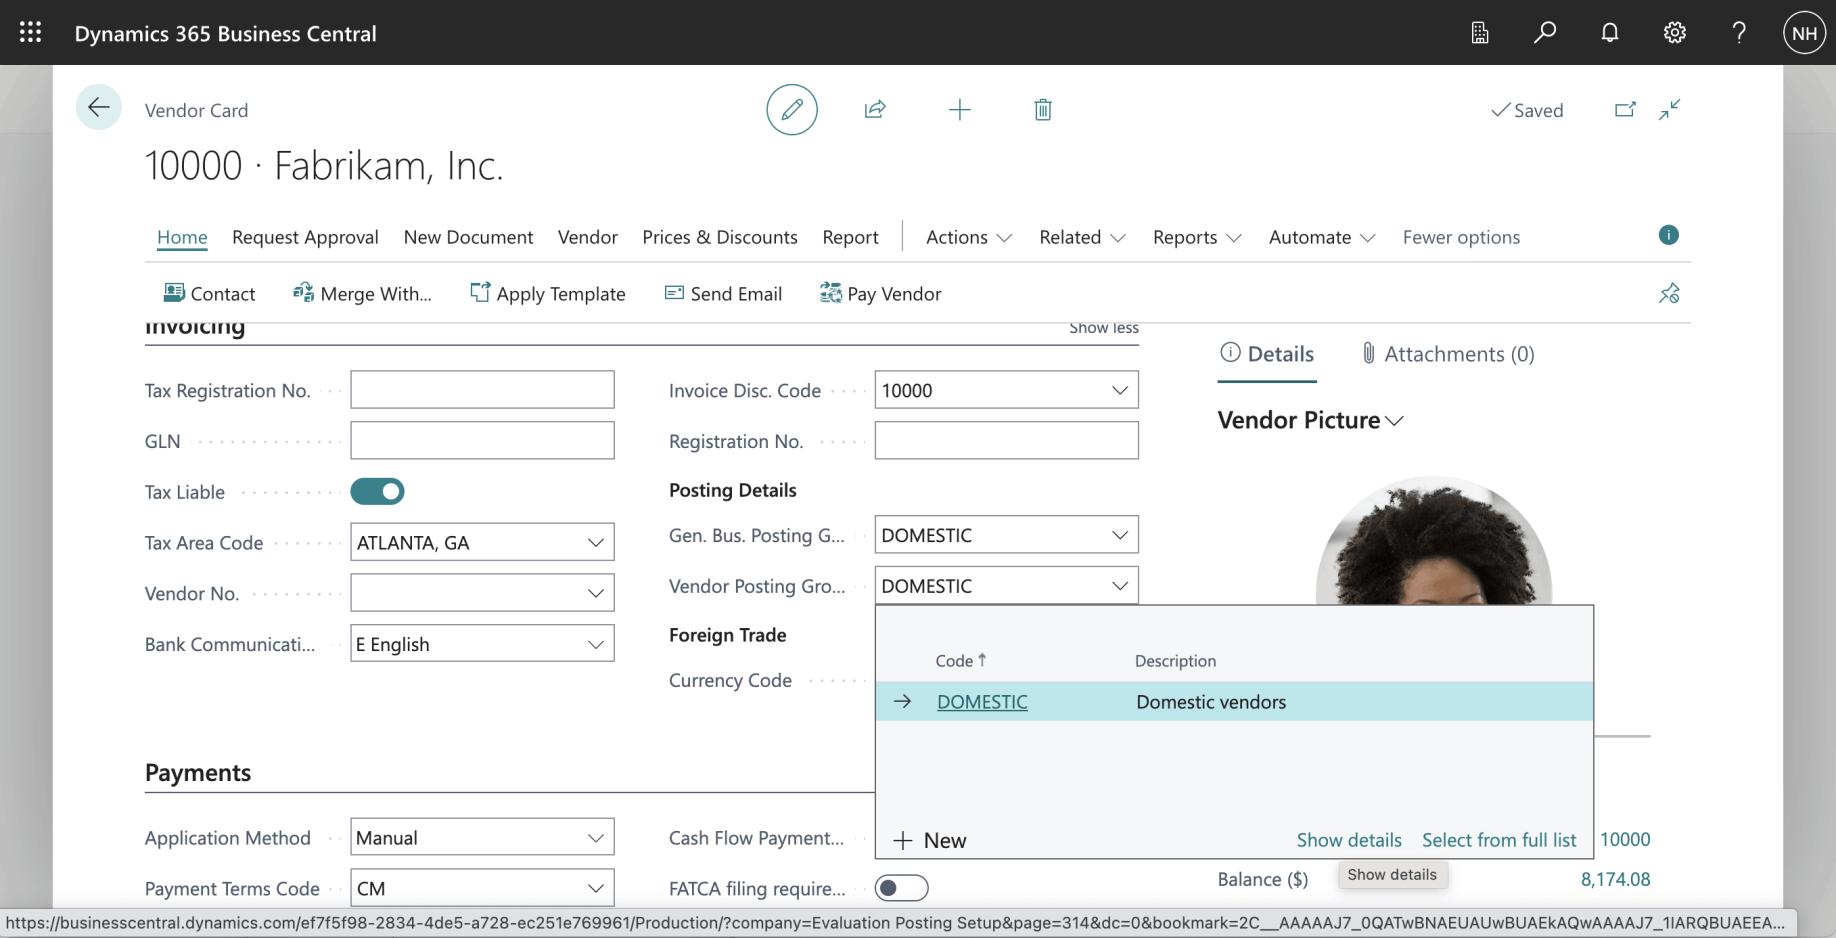 Dynamics 365 Business Central
NH
Vendor Card
Saved
10000 · Fabrikam, Inc.
Home Request Approval New Document Vendor Prices & Discounts Report Actions Related Reports Automate Fewer options
Contact Merge With... Apply Template Send Email Pay Vendor
Invoicing
Show less
Tax Registration No.
GLN
Tax Liable
Tax Area Code ATLANTA, GA
Vendor No.
Bank Communicati... E English
Invoice Disc. Code 10000
Registration No.
Posting Details
Gen. Bus. Posting G... DOMESTIC
Vendor Posting Gro... DOMESTIC
Foreign Trade
Currency Code
Code ↑ Description
DOMESTIC Domestic vendors
+ New Show details Select from full list
Show details
Details Attachments (0)
Vendor Picture
10000
Balance ($) 8,174.08
Payments
Application Method Manual
Payment Terms Code CM
Cash Flow Payment...
FATCA filing require...
https://businesscentral.dynamics.com/ef7f5f98-2834-4de5-a728-ec251e769961/Production/?company=Evaluation Posting Setup&page=314&dc=0&bookmark=2C__AAAAAJ7_0QATwBNAEUAUwBUAEkAQwAAAAJ7_1IARQBUAEEA...